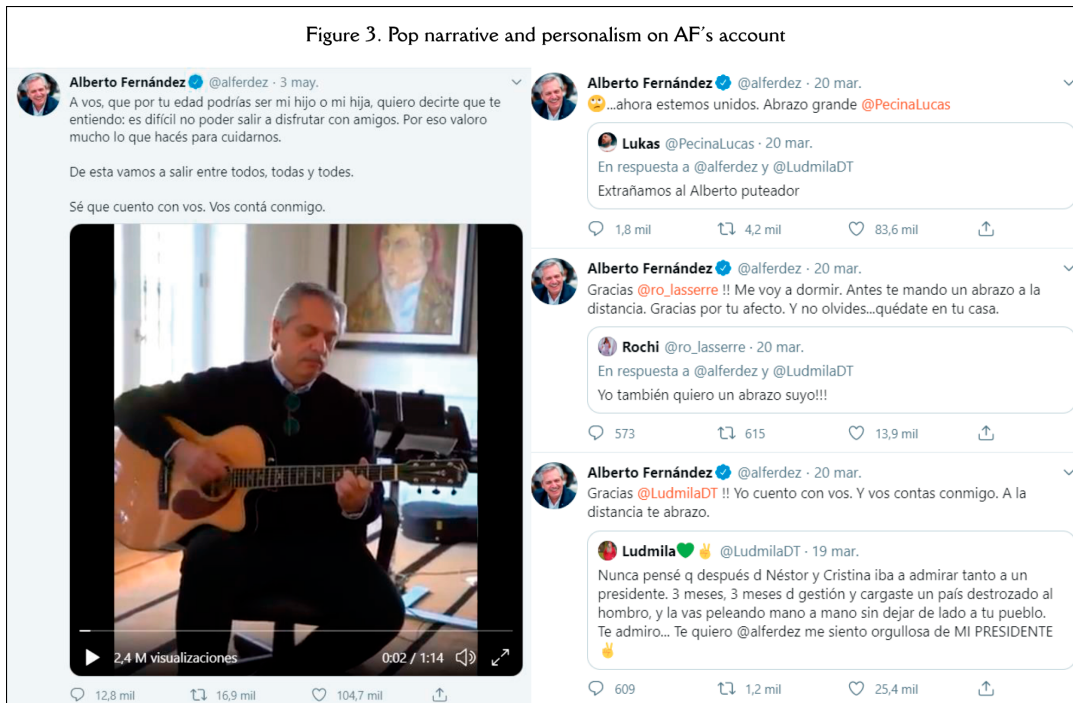 Figure 3. Pop narrative and personalism on AF's account
Alberto Fernández @alferdez · 3 may.
A vos, que por tu edad podrías ser mi hijo o mi hija, quiero decirte que te
entiendo: es difícil no poder salir a disfrutar con amigos. Por eso valoro
mucho lo que hacés para cuidarnos.
De esta vamos a salir entre todos, todas y todes.
Sé que cuento con vos. Vos contá conmigo.
2,4 M visualizaciones
0:02 / 1:14
12,8 mil 16,9 mil 104,7 mil
Alberto Fernández @alferdez · 20 mar.
🙄...ahora estemos unidos. Abrazo grande @PecinaLucas
Lukas @PecinaLucas · 20 mar.
En respuesta a @alferdez y @LudmilaDT
Extrañamos al Alberto puteador
1,8 mil 4,2 mil 83,6 mil
Alberto Fernández @alferdez · 20 mar.
Gracias @ro_lasserre !! Me voy a dormir. Antes te mando un abrazo a la
distancia. Gracias por tu afecto. Y no olvides...quédate en tu casa.
Rochi @ro_lasserre · 20 mar.
En respuesta a @alferdez y @LudmilaDT
Yo también quiero un abrazo suyo!!!
573 615 13,9 mil
Alberto Fernández @alferdez · 20 mar.
Gracias @LudmilaDT !! Yo cuento con vos. Y vos contas conmigo. A la
distancia te abrazo.
Ludmila💚✌ @LudmilaDT · 19 mar.
Nunca pensé q después d Néstor y Cristina iba a admirar tanto a un
presidente. 3 meses, 3 meses d gestión y cargaste un país destrozado al
hombro, y la vas peleando mano a mano sin dejar de lado a tu pueblo.
Te admiro... Te quiero @alferdez me siento orgullosa de MI PRESIDENTE
✌
609 1,2 mil 25,4 mil